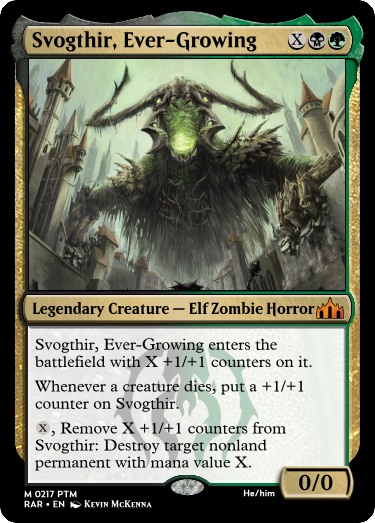 Svogthir, Ever-Growing X
Legendary Creature — Elf Zombie Horror
Svogthir, Ever-Growing enters the
battlefield with X +1/+1 counters on it.
Whenever a creature dies, put a +1/+1
counter on Svogthir.
X, Remove X +1/+1 counters from
Svogthir: Destroy target nonland
permanent with mana value X.
0/0
M 0217 PTM
RAR • EN Kevin McKenna
He/him